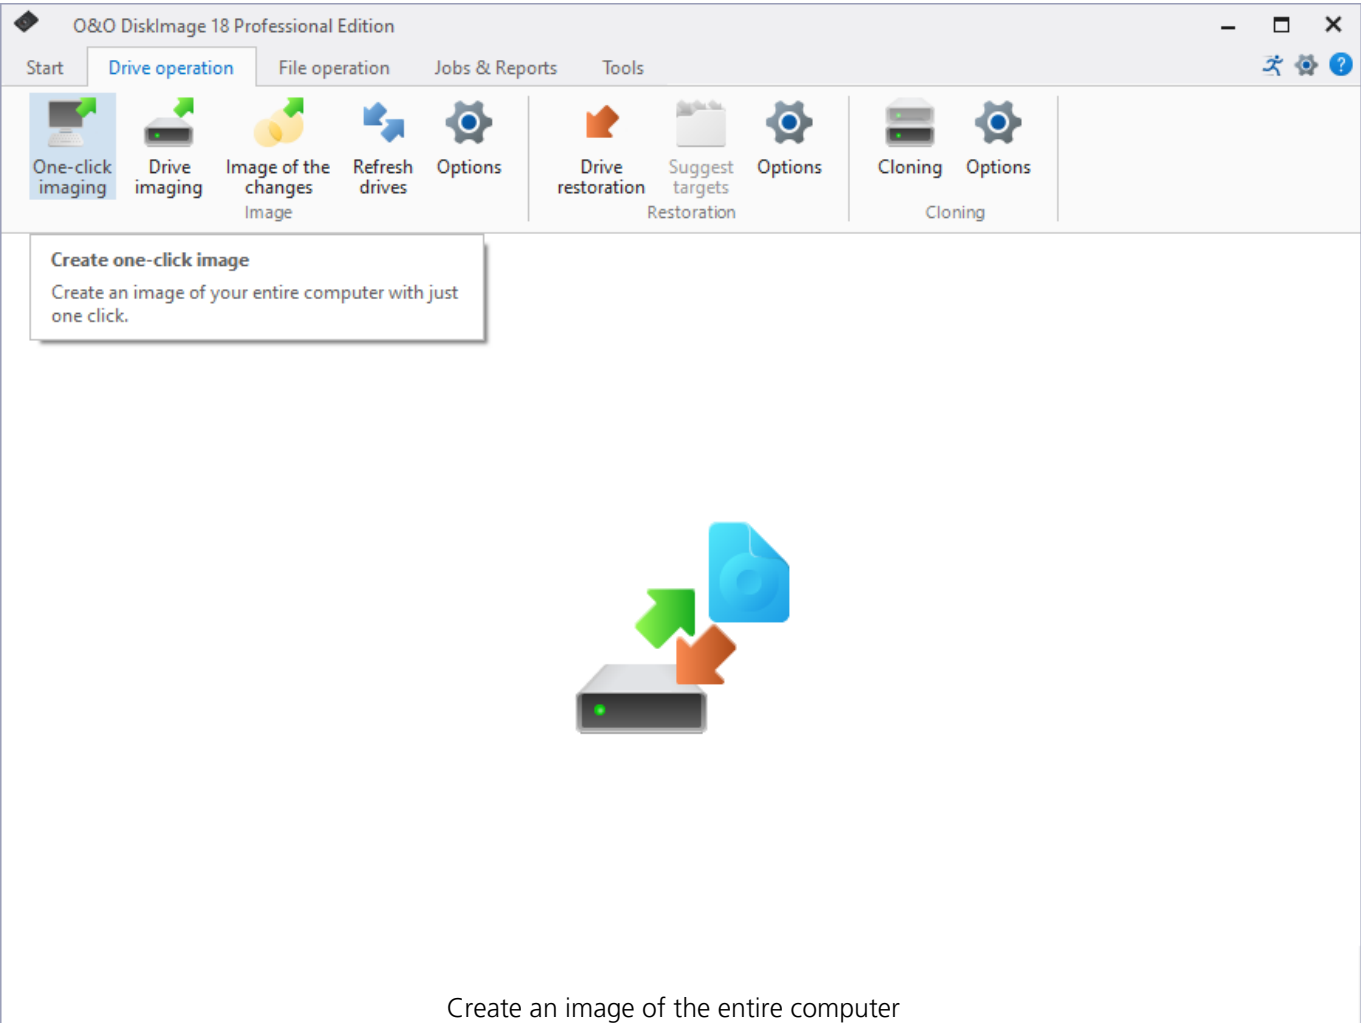 O&O DiskImage 18 Professional Edition
Start Drive operation File operation Jobs & Reports Tools
?
One-click
imaging
Drive
imaging
Image of the
changes
Refresh
drives
Options
Image
Drive
restoration
Suggest
targets
Options
Restoration
Cloning
Options
Cloning
Create one-click image
Create an image of your entire computer with just
one click.
Create an image of the entire computer